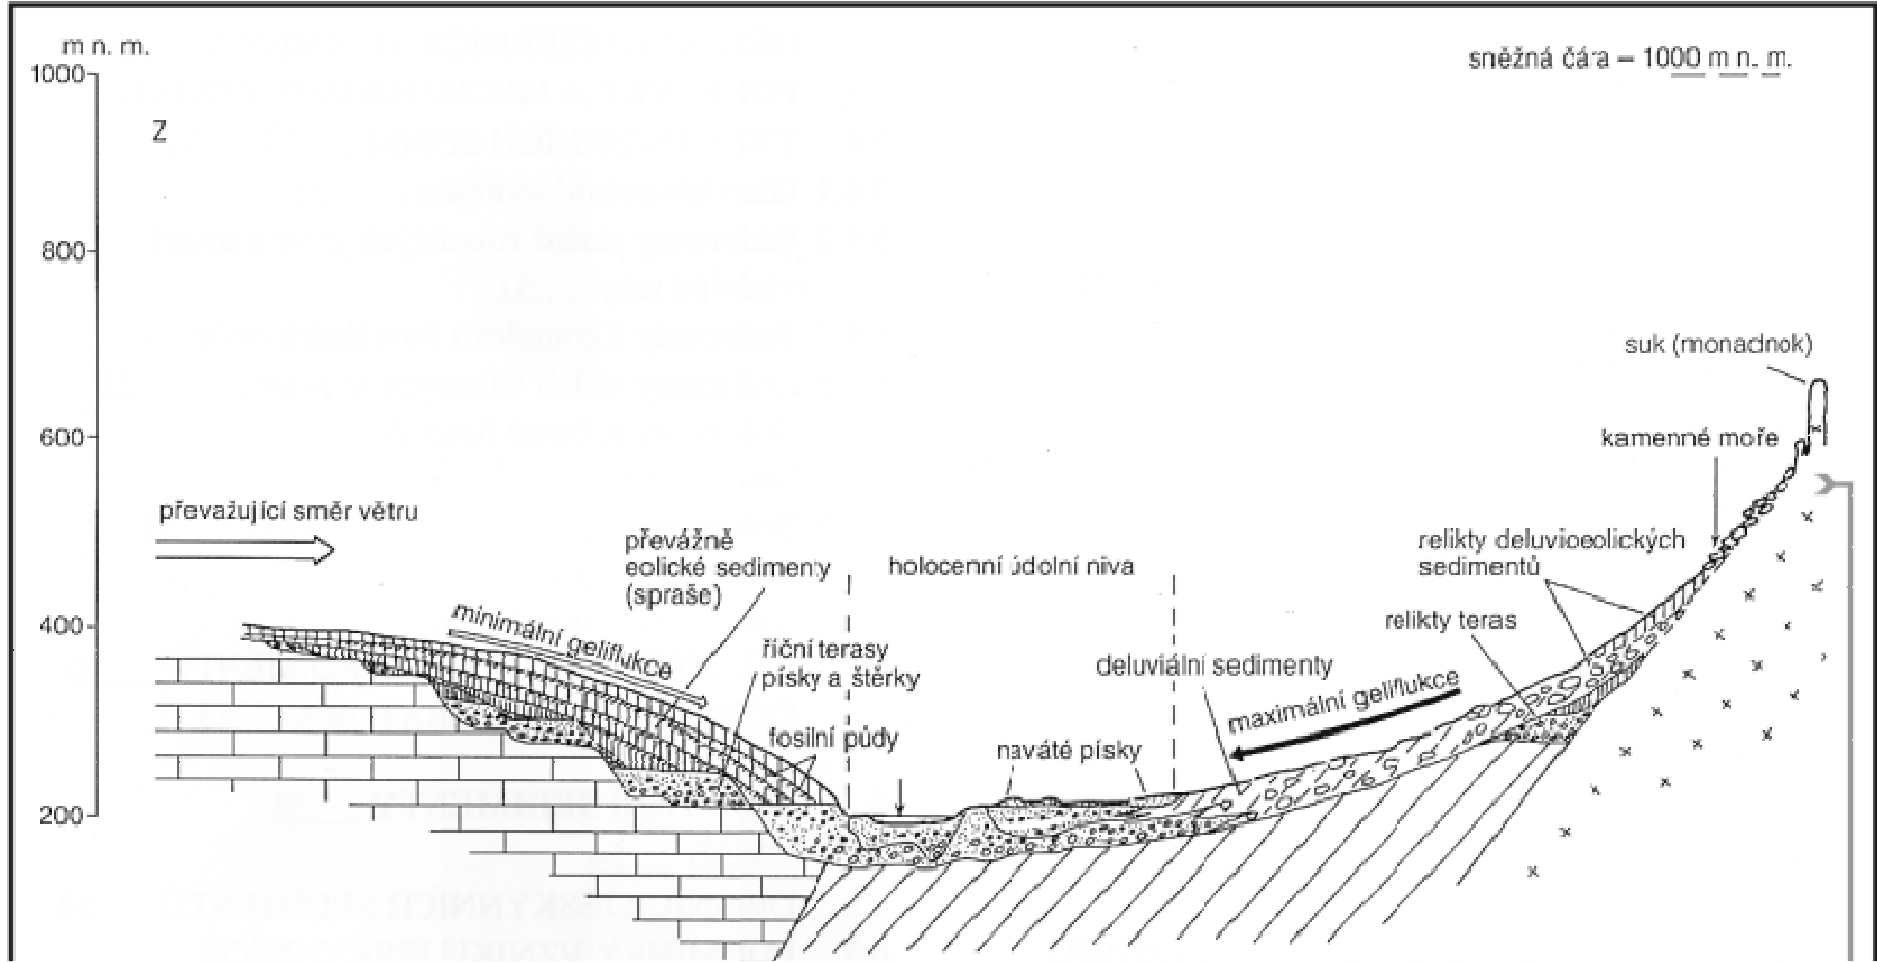 m n. m.
sněžná čára = 1000 m n. m.
1000
Z
800
suk (monadnok)
600
kamenné moře
převažující směr větru
převážně
eolické sedimenty
(spraše)
holocenní údolní niva
relikty deluvioeolických
sedimentů
400
minimální geliflukce
říční terasy
písky a štěrky
relikty teras
deluviální sedimenty
maximální geliflukce
fosilní půdy
naváté písky
200